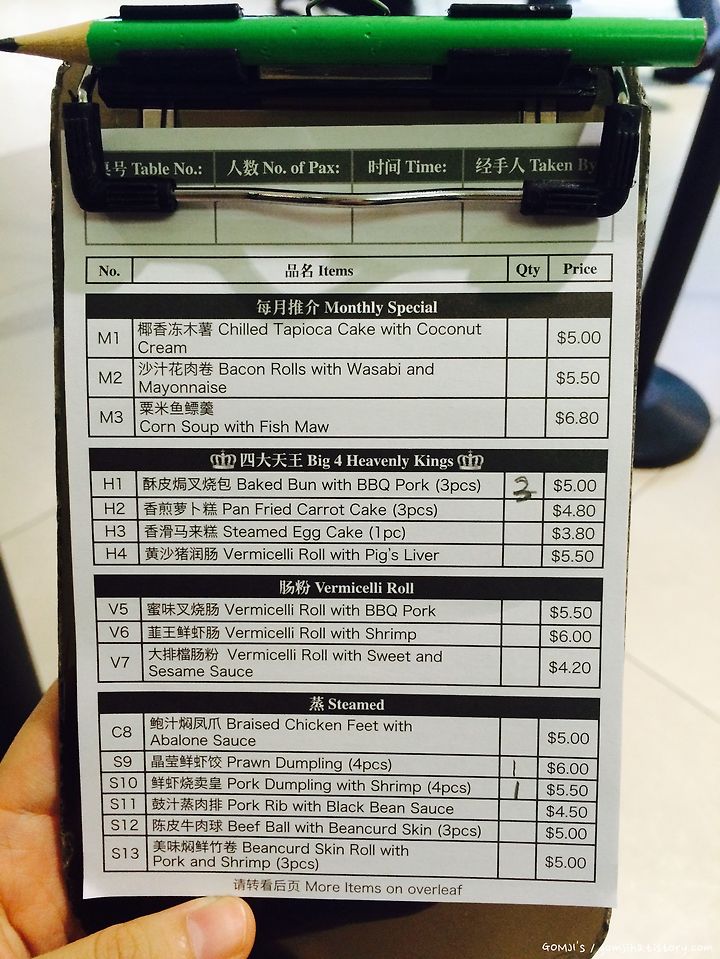 号 Table No.: 人数 No. of Pax: 时间 Time: 经手人 Taken By
No. 品名 Items Qty Price
每月推介 Monthly Special
M1 椰香冻木薯 Chilled Tapioca Cake with Coconut $5.00
Cream
M2 沙汁花肉卷 Bacon Rolls with Wasabi and $5.50
Mayonnaise
M3 粟米鱼鳔羹 $6.80
Corn Soup with Fish Maw
四大天王 Big 4 Heavenly Kings
H1 酥皮焗叉烧包 Baked Bun with BBQ Pork (3pcs) $5.00
H2 香煎萝卜糕 Pan Fried Carrot Cake (3pcs) $4.80
H3 香滑马来糕 Steamed Egg Cake (1pc) $3.80
H4 黄沙猪润肠 Vermicelli Roll with Pig's Liver $5.50
肠粉 Vermicelli Roll
V5 蜜味叉烧肠 Vermicelli Roll with BBQ Pork $5.50
V6 韮王鲜虾肠 Vermicelli Roll with Shrimp $6.00
V7 大排檔肠粉 Vermicelli Roll with Sweet and $4.20
Sesame Sauce
蒸 Steamed
C8 鲍汁焖凤爪 Braised Chicken Feet with $5.00
Abalone Sauce
S9 晶莹鲜虾饺 Prawn Dumpling (4pcs) 1 $6.00
S10 鲜虾烧卖皇 Pork Dumpling with Shrimp (4pcs) 1 $5.50
S11 鼓汁蒸肉排 Pork Rib with Black Bean Sauce $4.50
S12 陈皮牛肉球 Beef Ball with Beancurd Skin (3pcs) $5.00
S13 美味焖鲜竹卷 Beancurd Skin Roll with $5.00
Pork and Shrimp (3pcs)
请转看后页 More Items on overleaf
GOMJI's / gomjiha.tistory.com